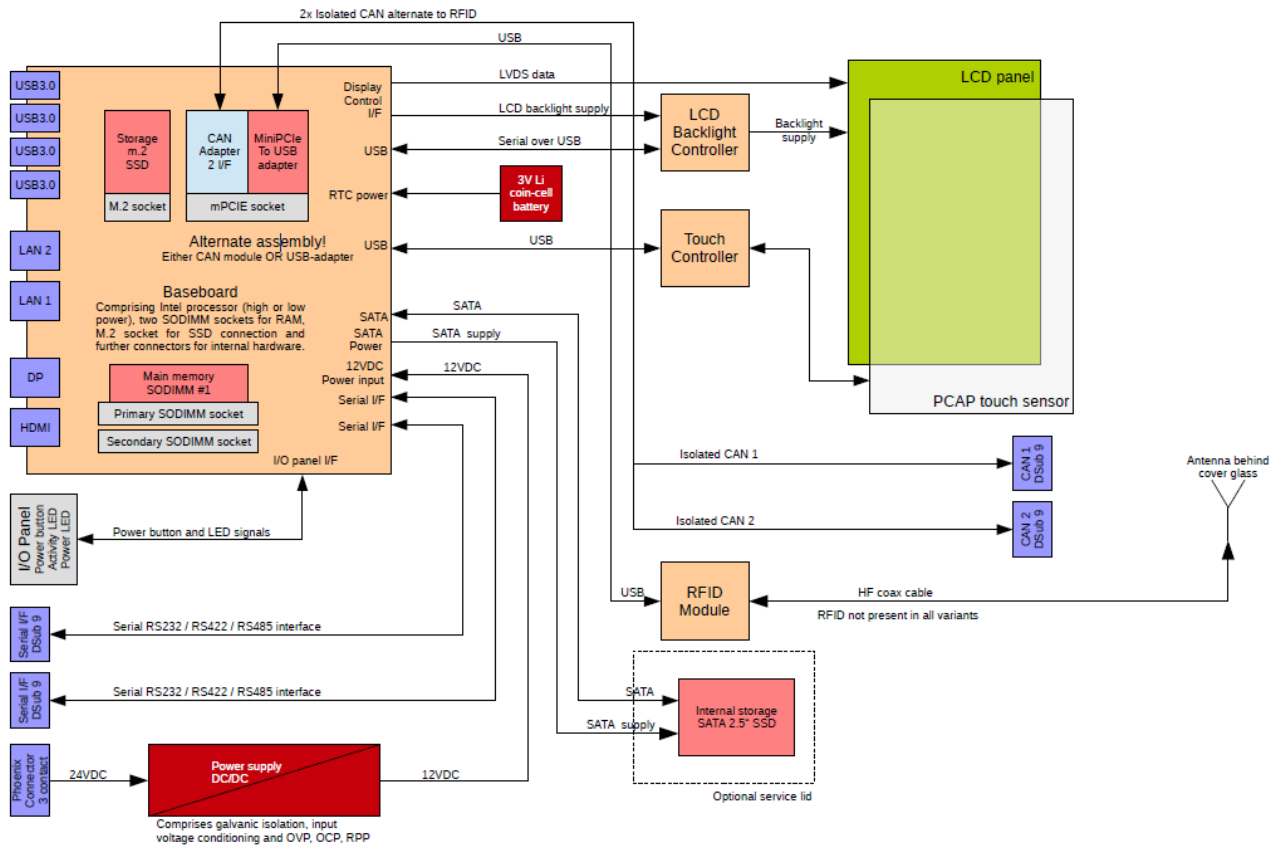 2x Isolated CAN alternate to RFID
USB
USB3.0
USB3.0
USB3.0
USB3.0
LAN 2
LAN 1
DP
HDMI
Storage
m.2
SSD
M.2 socket
CAN
Adapter
2 I/F
MiniPCIe
To USB
adapter
mPCIE socket
Display
Control
I/F
USB
RTC power
USB
SATA
SATA
Power
12VDC
Power input
Serial I/F
Serial I/F
I/O panel I/F
Alternate assembly!
Either CAN module OR USB-adapter
Baseboard
Comprising Intel processor (high or low
power), two SODIMM sockets for RAM,
M.2 socket for SSD connection and
further connectors for internal hardware.
Main memory
SODIMM #1
Primary SODIMM socket
Secondary SODIMM socket
LVDS data
LCD backlight supply
Serial over USB
3V Li
coin-cell
battery
USB
SATA
SATA supply
12VDC
LCD
Backlight
Controller
Backlight
supply
Touch
Controller
LCD panel
PCAP touch sensor
Isolated CAN 1
Isolated CAN 2
CAN 1
DSub 9
CAN 2
DSub 9
Antenna behind
cover glass
USB
RFID
Module
HF coax cable
RFID not present in all variants
SATA
SATA supply
Internal storage
SATA 2.5" SSD
Optional service lid
I/O Panel
Power button
Activity LED
Power LED
Power button and LED signals
Serial I/F
DSub 9
Serial RS232 / RS422 / RS485 interface
Serial I/F
DSub 9
Serial RS232 / RS422 / RS485 interface
Phoenix
Connector
3 contact
24VDC
Power supply
DC/DC
12VDC
Comprises galvanic isolation, input
voltage conditioning and OVP, OCP, RPP